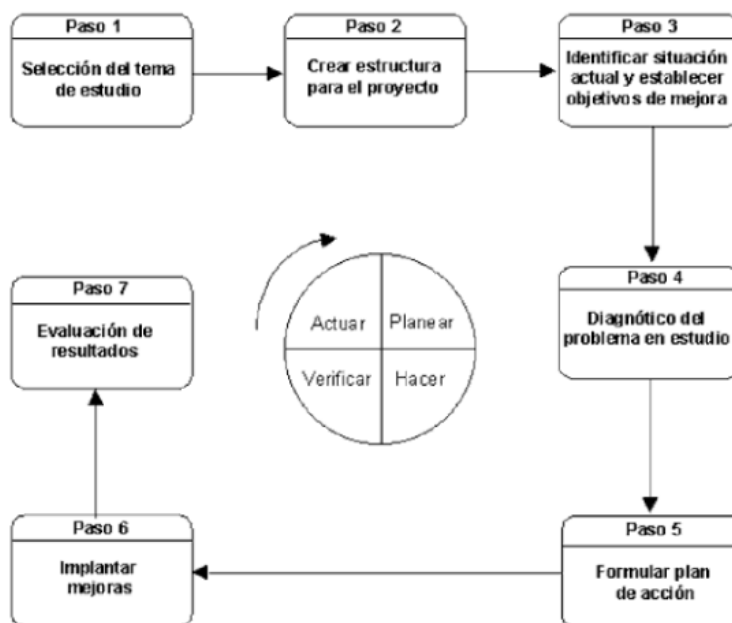 Paso 1
Selección del tema
de estudio
Paso 2
Crear estructura
para el proyecto
Paso 3
Identificar situación
actual y establecer
objetivos de mejora
Paso 4
Diagnótico del
problema en estudio
Paso 5
Formular plan
de acción
Paso 6
Implantar
mejoras
Paso 7
Evaluación de
resultados
Actuar
Planear
Verificar
Hacer